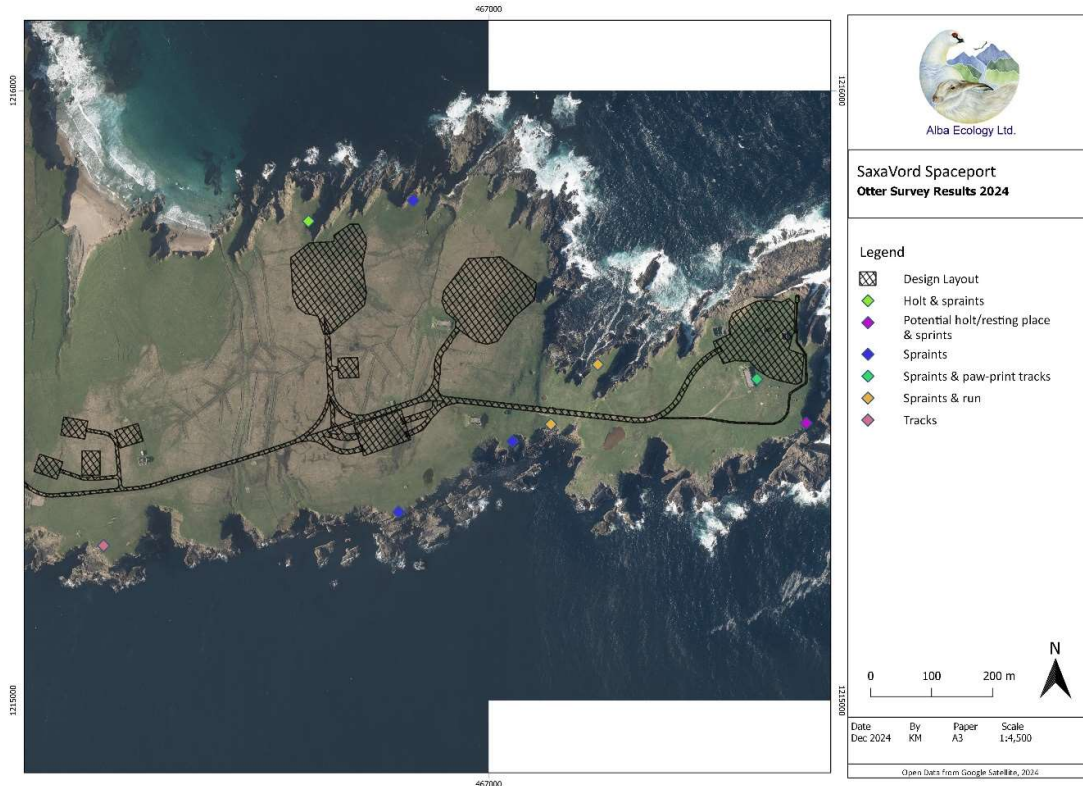 467000
1216000
1216000
1215000
1215000
467000
Alba Ecology Ltd.
SaxaVord Spaceport
Otter Survey Results 2024
Legend
Design Layout
Holt & spraints
Potential holt/resting place
& sprints
Spraints
Spraints & paw-print tracks
Spraints & run
Tracks
N
0 100 200 m
Date By Paper Scale
Dec 2024 KM A3 1:4,500
Open Data from Google Satellite, 2024